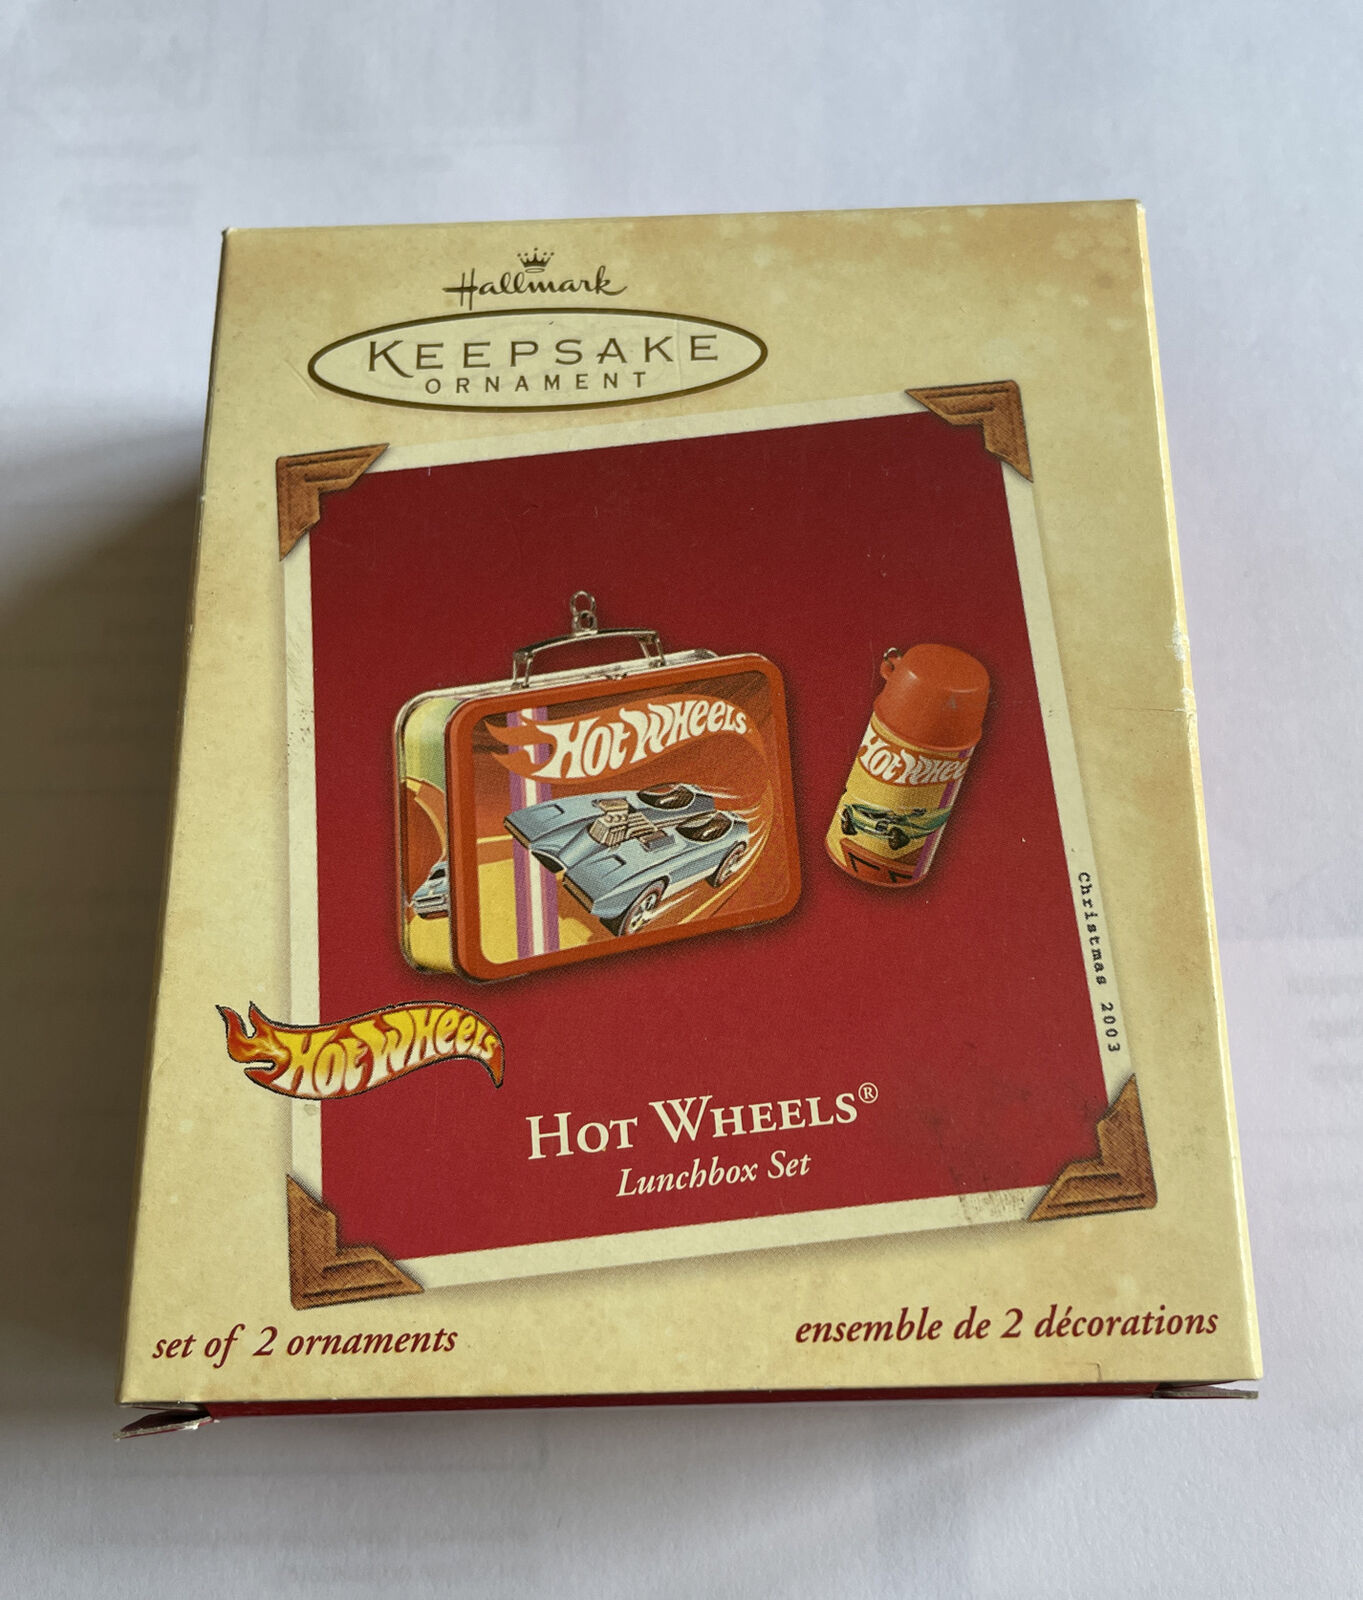 Hallmark
KEEPSAKE
ORNAMENT
HOT WHEELS
HOT WHEE
Christmas 2003
HOT WHEELS
HOT WHEELS®
Lunchbox Set
set of 2 ornaments
ensemble de 2 décorations